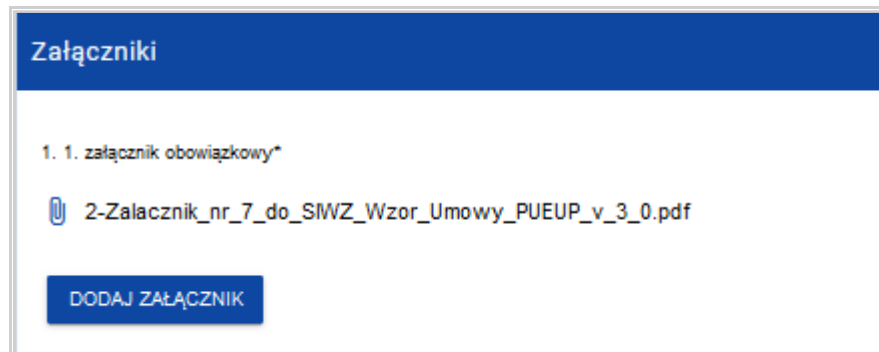 Załączniki
1. 1. załącznik obowiązkowy*
2-Zalacznik_nr_7_do_SIWZ_Wzor_Umowy_PUEUP_v_3_0.pdf
DODAJ ZAŁĄCZNIK